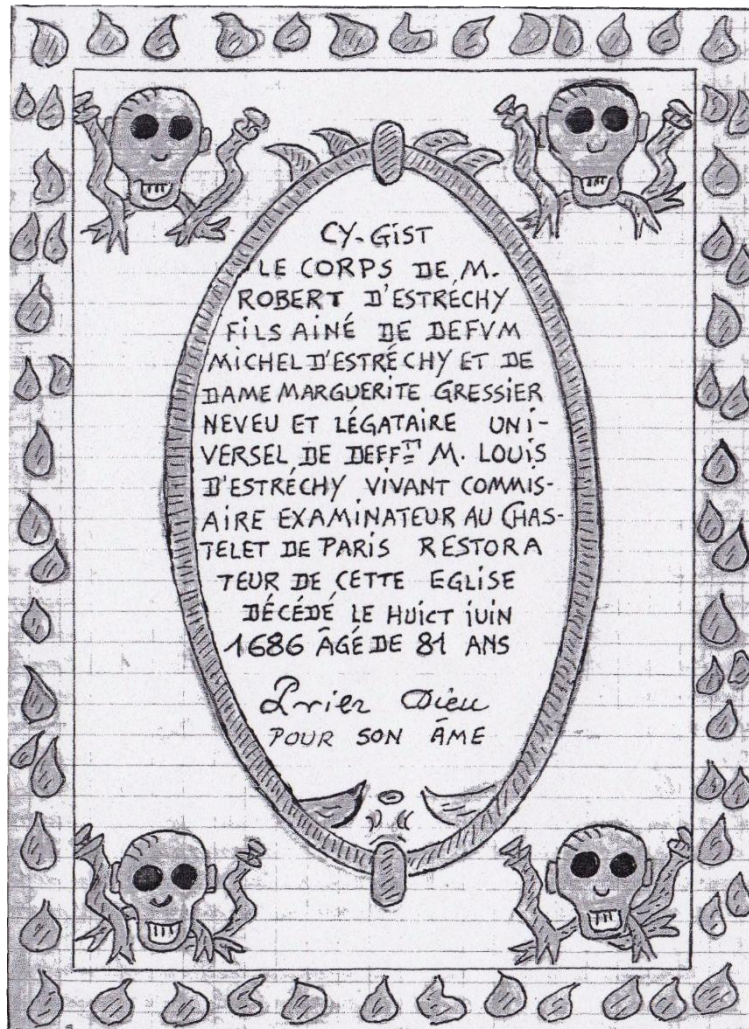 CY-GIST
LE CORPS DE M.
ROBERT D'ESTRÉCHY
FILS AINÉ DE DEFVM
MICHEL D'ESTRÉCHY ET DE
DAME MARGUERITE GRESSIER
NEVEU ET LÉGATAIRE UNI-
VERSEL DE DEFFT M. LOUIS
D'ESTRÉCHY VIVANT COMMIS-
AIRE EXAMINATEUR AU CHAS-
TELET DE PARIS RESTORA
TEUR DE CETTE EGLISE
DÉCÉDÉ LE HUICT IUIN
1686 ÂGÉ DE 81 ANS
Priez Dieu
POUR SON ÂME